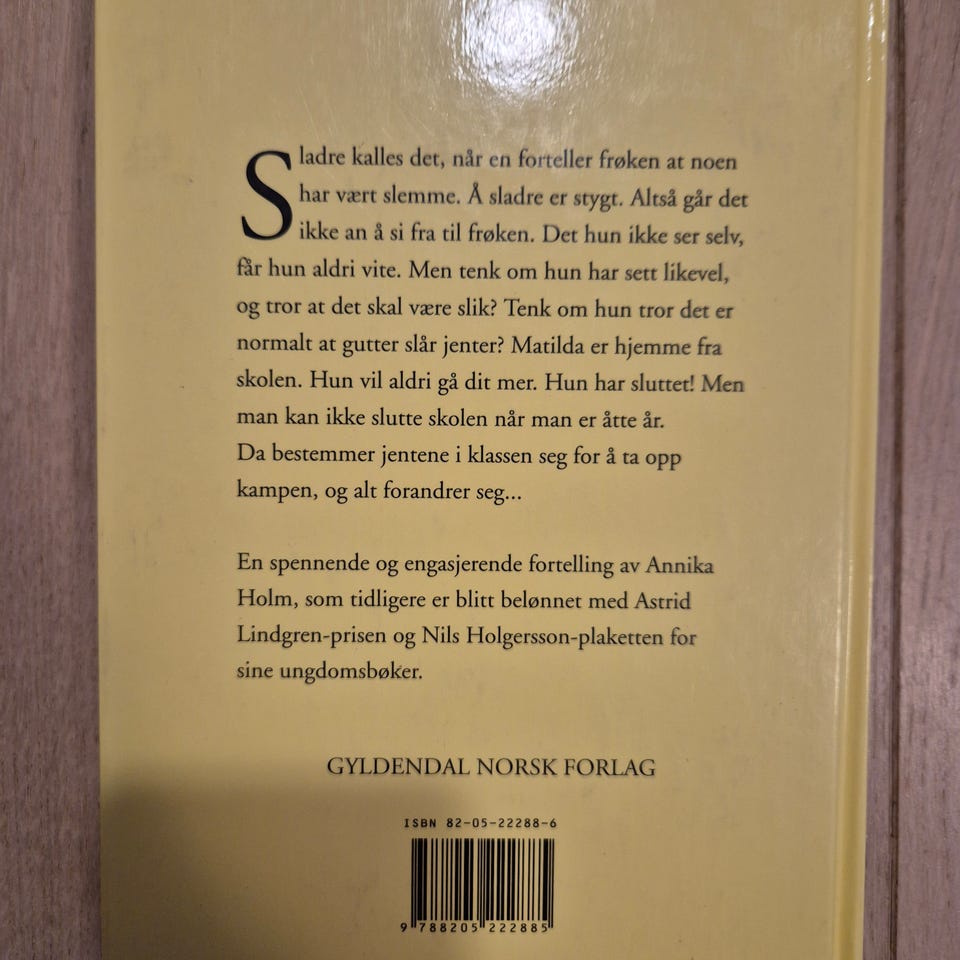 Sladre kalles det, når en forteller frøken at noen
har vært slemme. Å sladre er stygt. Altså går det
ikke an å si fra til frøken. Det hun ikke ser selv,
får hun aldri vite. Men tenk om hun har sett likevel,
og tror at det skal være slik? Tenk om hun tror det er
normalt at gutter slår jenter? Matilda er hjemme fra
skolen. Hun vil aldri gå dit mer. Hun har sluttet! Men
man kan ikke slutte skolen når man er åtte år.
Da bestemmer jentene i klassen seg for å ta opp
kampen, og alt forandrer seg...
En spennende og engasjerende fortelling av Annika
Holm, som tidligere er blitt belønnet med Astrid
Lindgren-prisen og Nils Holgersson-plaketten for
sine ungdomsbøker.
GYLDENDAL NORSK FORLAG
ISBN 82-05-22288-6
9 788205 222885